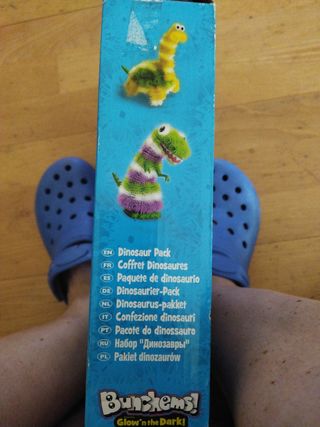 EN Dinosaur Pack
FR Coffret Dinosaures
ES Paquete de dinosaurio
DE Dinosaurier-Pack
NL Dinosaurus-pakket
IT Confezione dinosauri
PT Pacote do dinossauro
RU Набор "Динозавры"
PL Pakiet dinozaurów
Bunchems!
Glow'n the Dark!